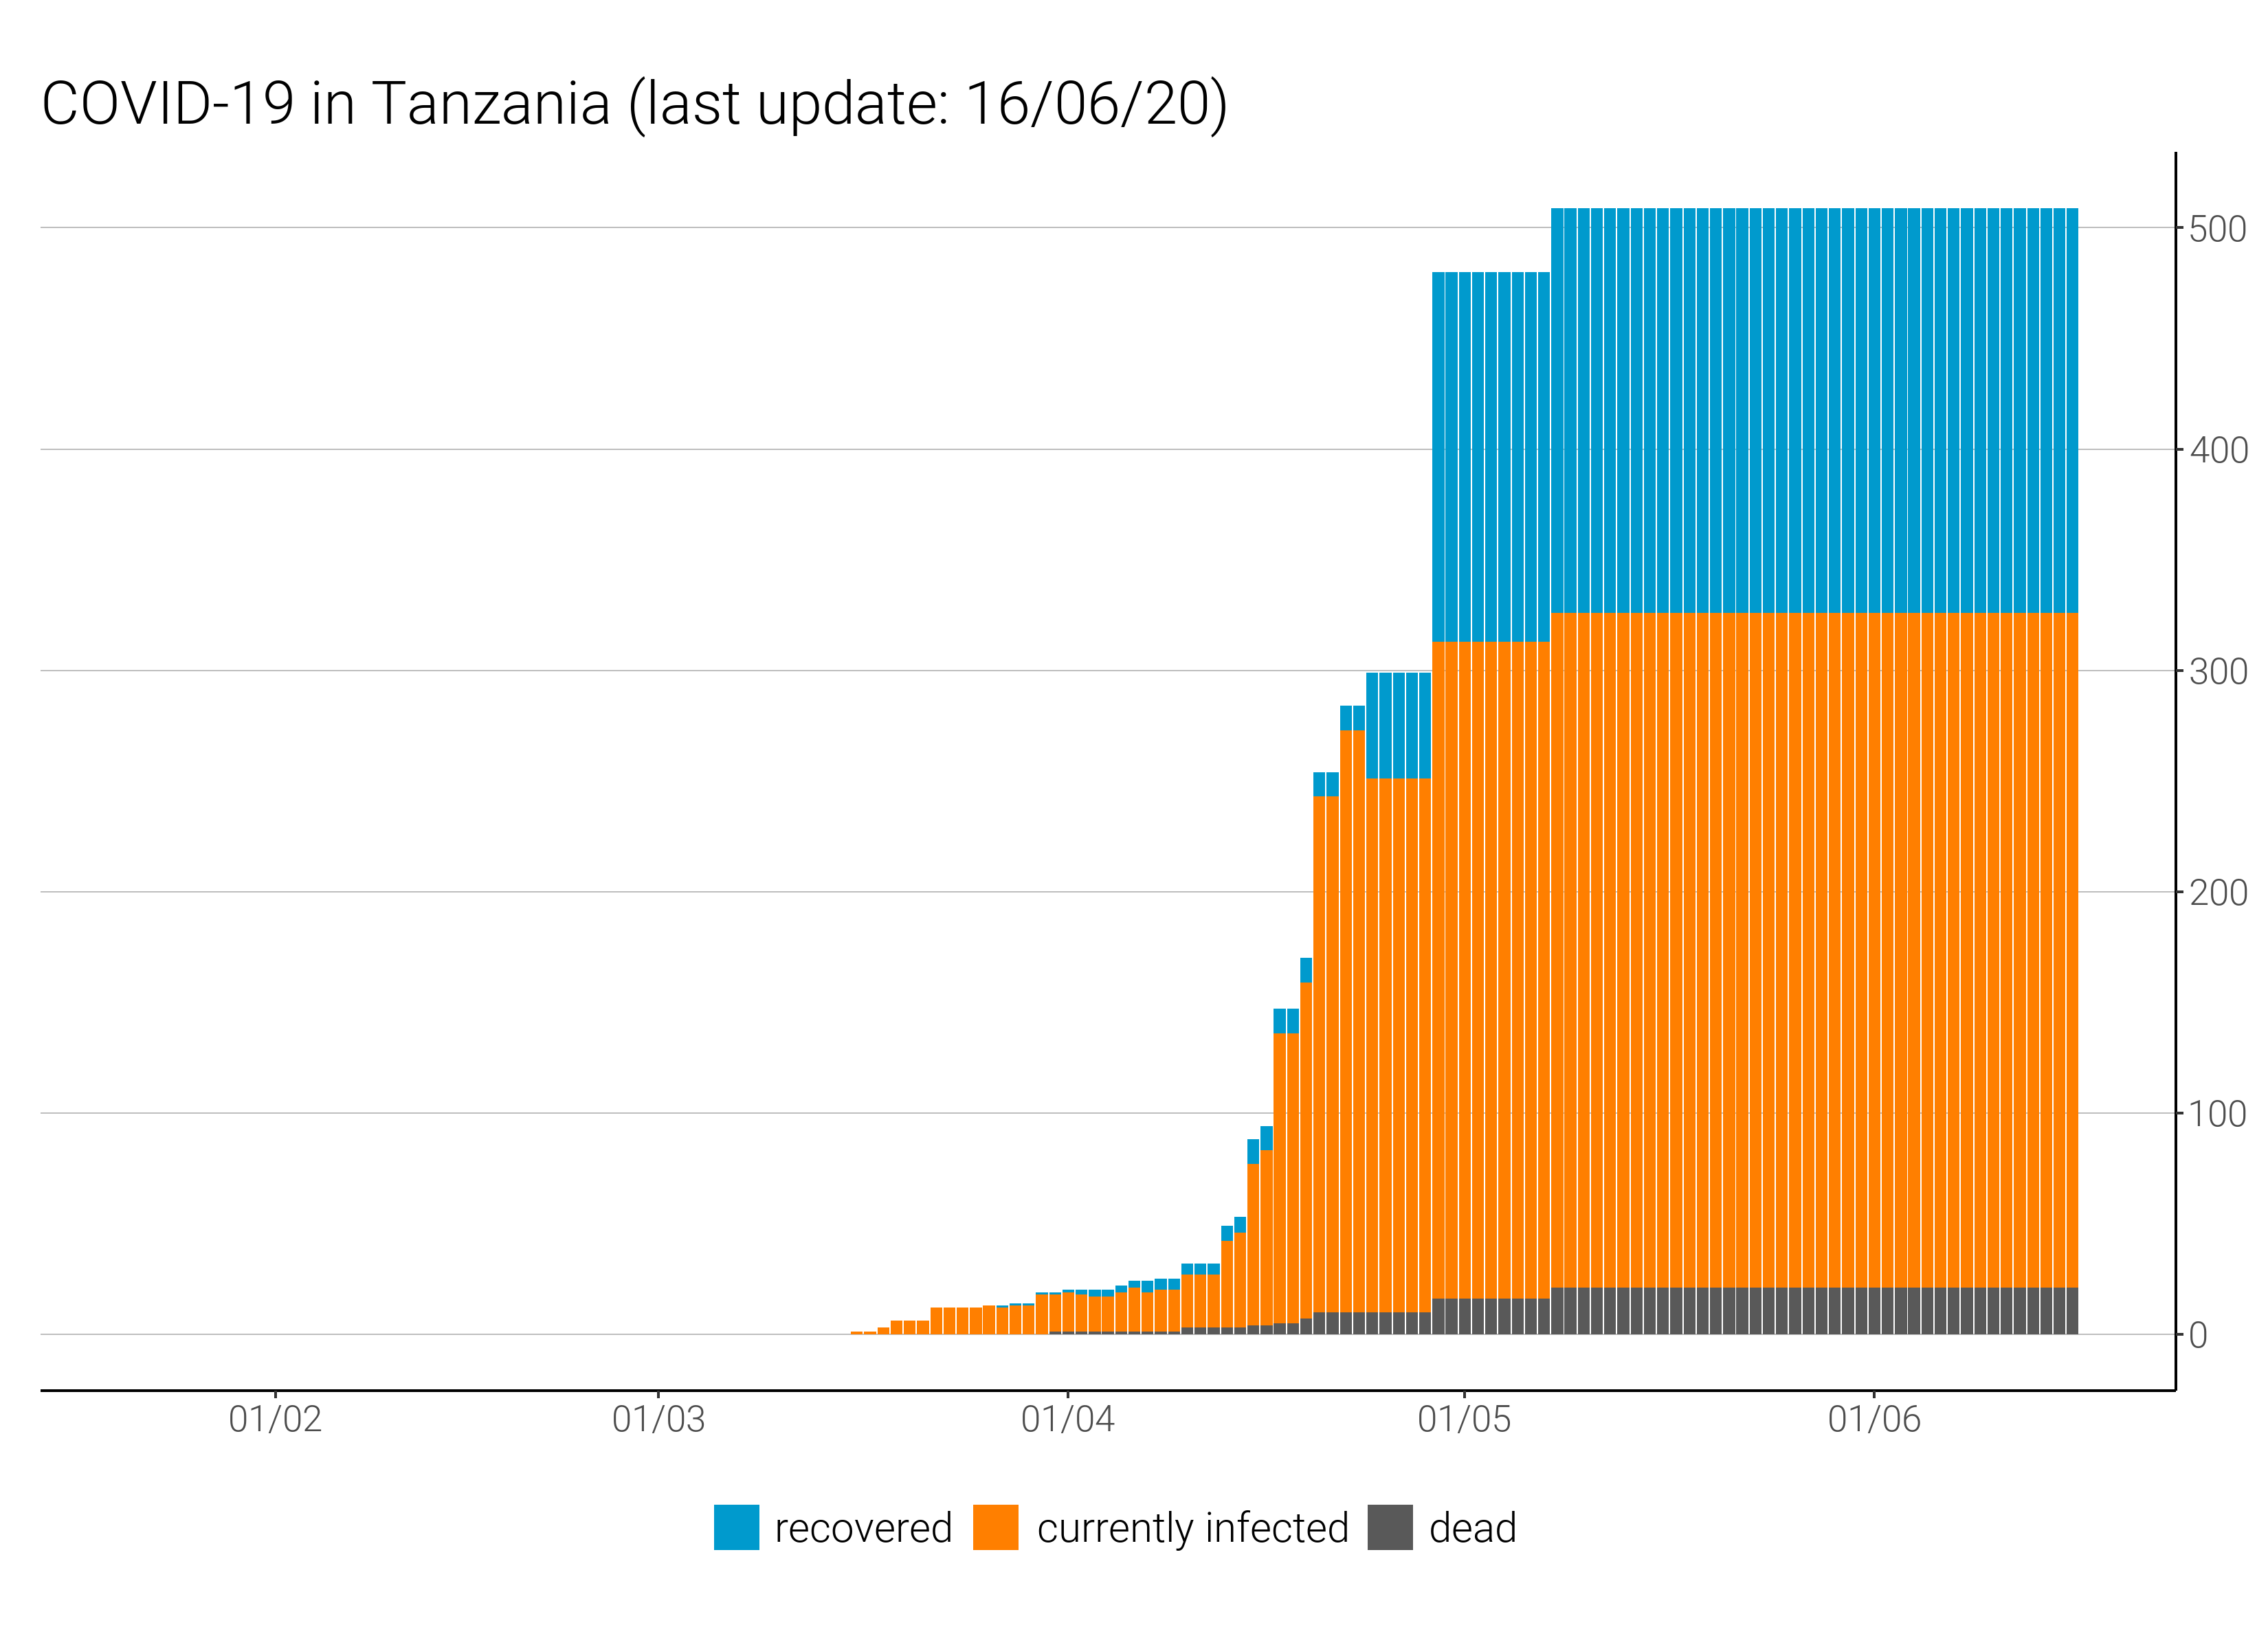 COVID-19 in Tanzania (last update: 16/06/20)
500
400
300
200
100
0
01/02 01/03 01/04 01/05 01/06
recovered currently infected dead